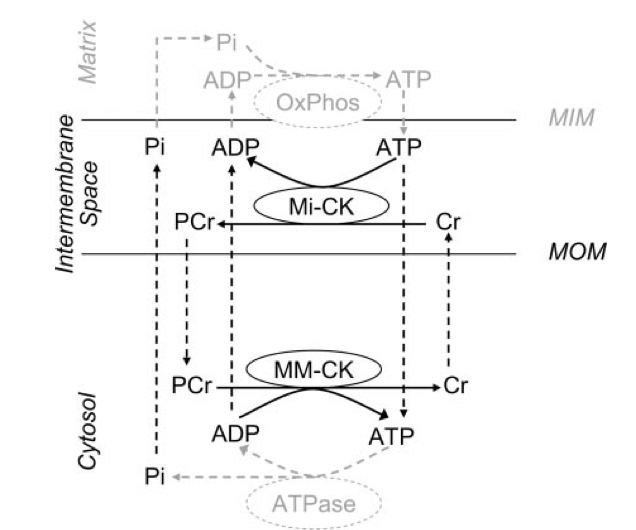 Matrix
Pi
ADP
ATP
OxPhos
MIM
Intermembrane
Space
Pi
ADP
ATP
Mi-CK
PCr
Cr
MOM
Cytosol
MM-CK
PCr
Cr
ADP
ATP
Pi
ATPase